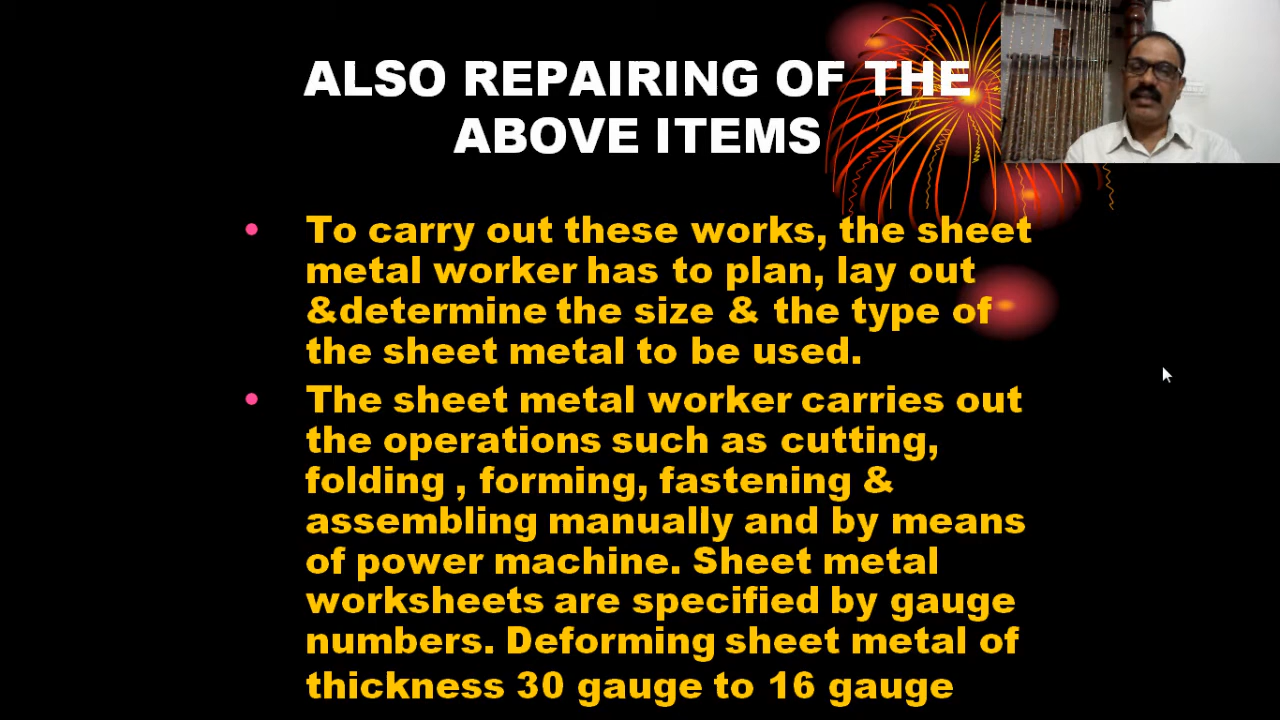 ALSO REPAIRING OF THE
ABOVE ITEMS
• To carry out these works, the sheet
metal worker has to plan, lay out
&determine the size & the type of
the sheet metal to be used.
• The sheet metal worker carries out
the operations such as cutting,
folding , forming, fastening &
assembling manually and by means
of power machine. Sheet metal
worksheets are specified by gauge
numbers. Deforming sheet metal of
thickness 30 gauge to 16 gauge